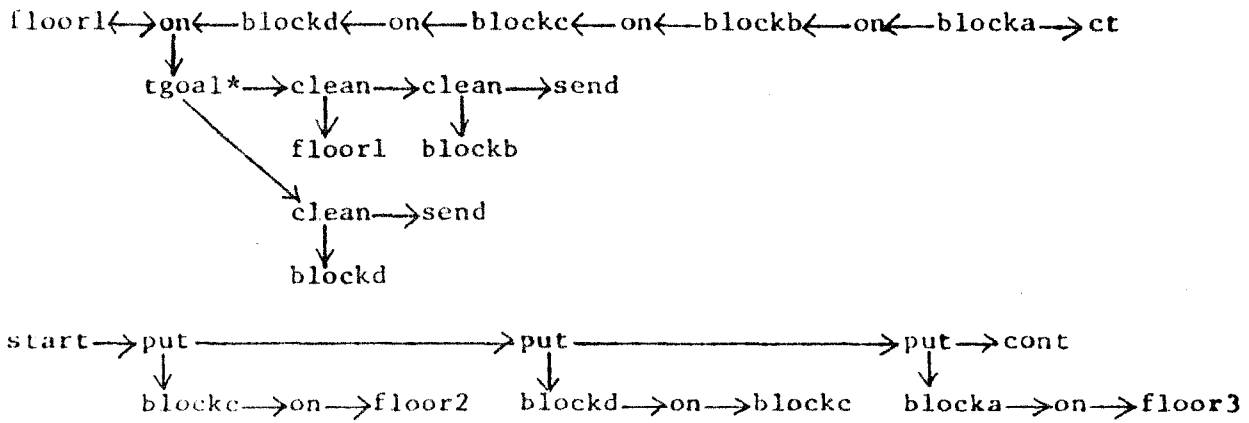 floor1 on blockd on blockc on blockb on blocka ct
tgoal* clean clean send
floor1 blockb
clean send
blockd
start put put put cont
blockc on floor2 blockd on blockc blocka on floor3